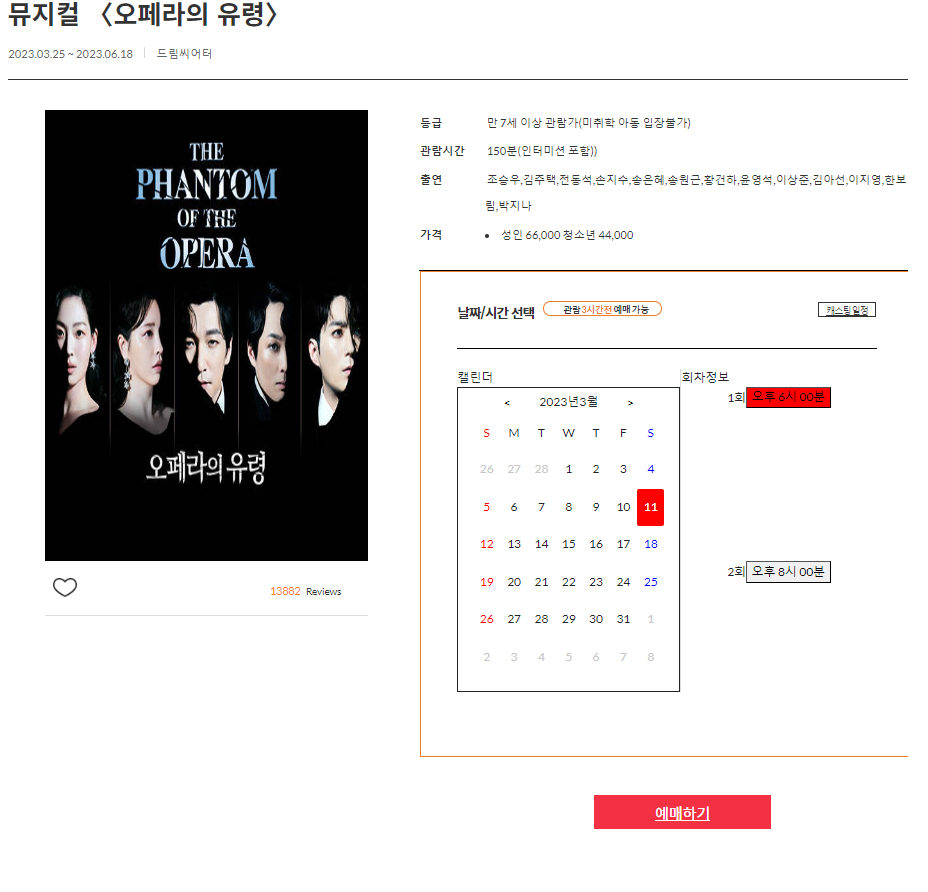 뮤지컬 〈오페라의 유령〉
2023.03.25 ~ 2023.06.18 드림씨어터
THE
PHANTOM
OF THE
OPERA
오페라의 유령
13882 Reviews
등급 만 7세 이상 관람가(미취학 아동 입장불가)
관람시간 150분(인터미션 포함))
출연 조승우,김주택,전동석,손지수,송은혜,송원근,황건하,윤영석,이상준,김아선,이지영,한보
림,박지나
가격 • 성인 66,000 청소년 44,000
날짜/시간 선택 관람3시간전 예매 가능 캐스팅일정
캘린더 회차정보
< 2023년3월 >
S M T W T F S
26 27 28 1 2 3 4
5 6 7 8 9 10 11
12 13 14 15 16 17 18
19 20 21 22 23 24 25
26 27 28 29 30 31 1
2 3 4 5 6 7 8
1회 오후 6시 00분
2회 오후 8시 00분
예매하기